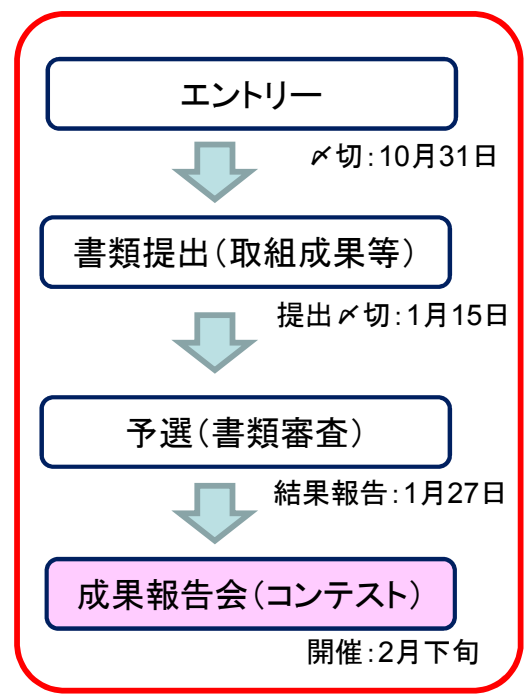 エントリー
〆切:10月31日
書類提出(取組成果等)
提出〆切:1月15日
予選(書類審査)
結果報告:1月27日
成果報告会(コンテスト)
開催:2月下旬